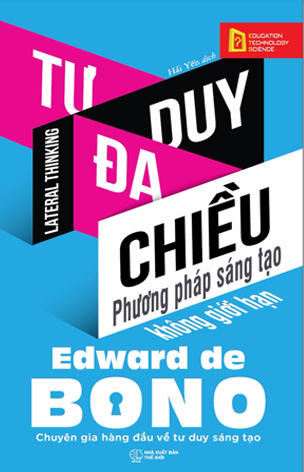 EDUCATION
TECHNOLOGY
SCIENCE
Hải Yến dịch
TƯ
DUY
LATERAL THINKING
ĐA
CHIỀU
Phương pháp sáng tạo
không giới hạn
Edward de
BONO
Chuyên gia hàng đầu về tư duy sáng tạo
NHÀ XUẤT BẢN
THẾ GIỚI